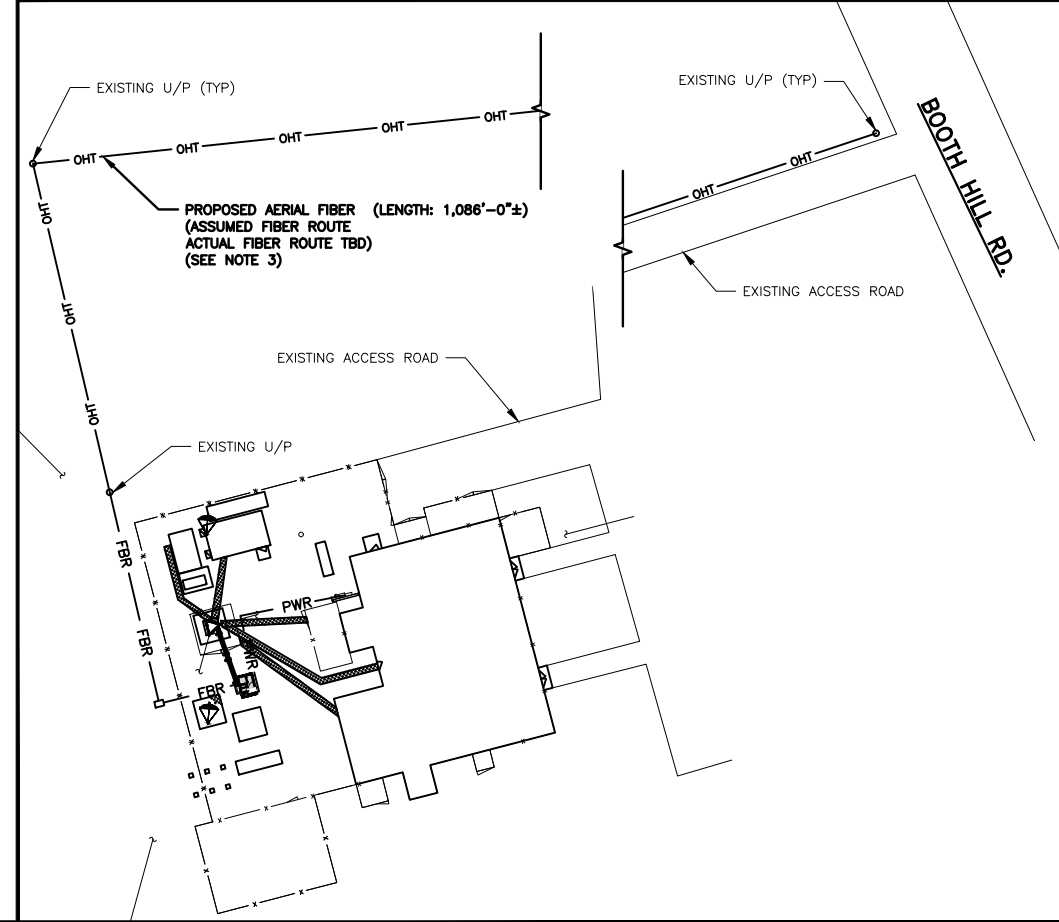 EXISTING U/P (TYP)
EXISTING U/P (TYP)
BOOTH HILL RD.
OHT
OHT
OHT
OHT
OHT
OHT
OHT
PROPOSED AERIAL FIBER (LENGTH: 1,086'-0"±)
(ASSUMED FIBER ROUTE
ACTUAL FIBER ROUTE TBD)
(SEE NOTE 3)
OHT
OHT
OHT
EXISTING ACCESS ROAD
EXISTING ACCESS ROAD
EXISTING U/P
FBR
FBR
PWR
PWR
FBR